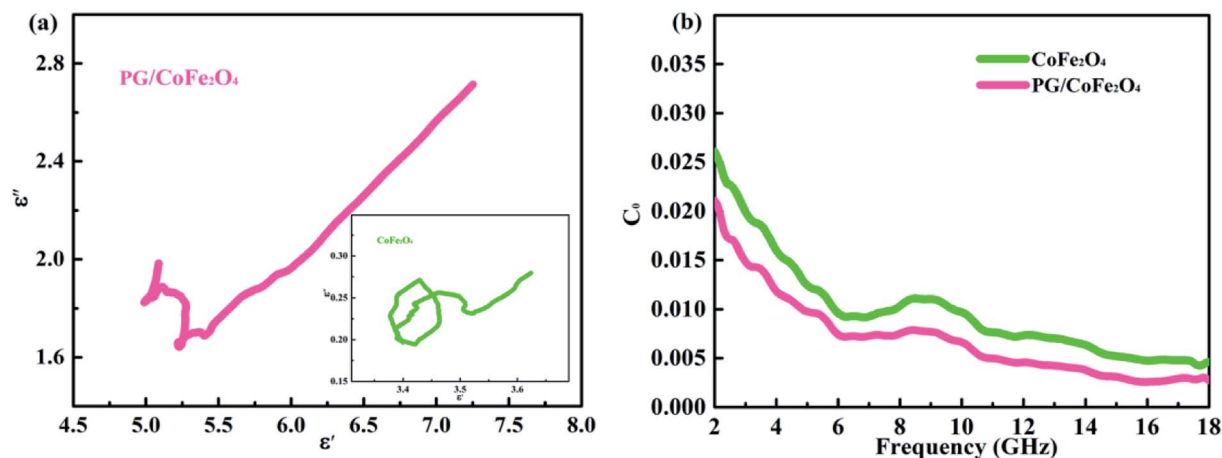 (a)
PG/CoFe₂O₄
ε″
2.8
2.4
2.0
1.6
4.5 5.0 5.5 6.0 6.5 7.0 7.5 8.0
ε′
CoFe₂O₄
0.30
0.25
0.20
0.15
3.4 3.5 3.6
ε′
(b)
CoFe₂O₄
PG/CoFe₂O₄
C₀
0.035
0.030
0.025
0.020
0.015
0.010
0.005
0.000
2 4 6 8 10 12 14 16 18
Frequency (GHz)